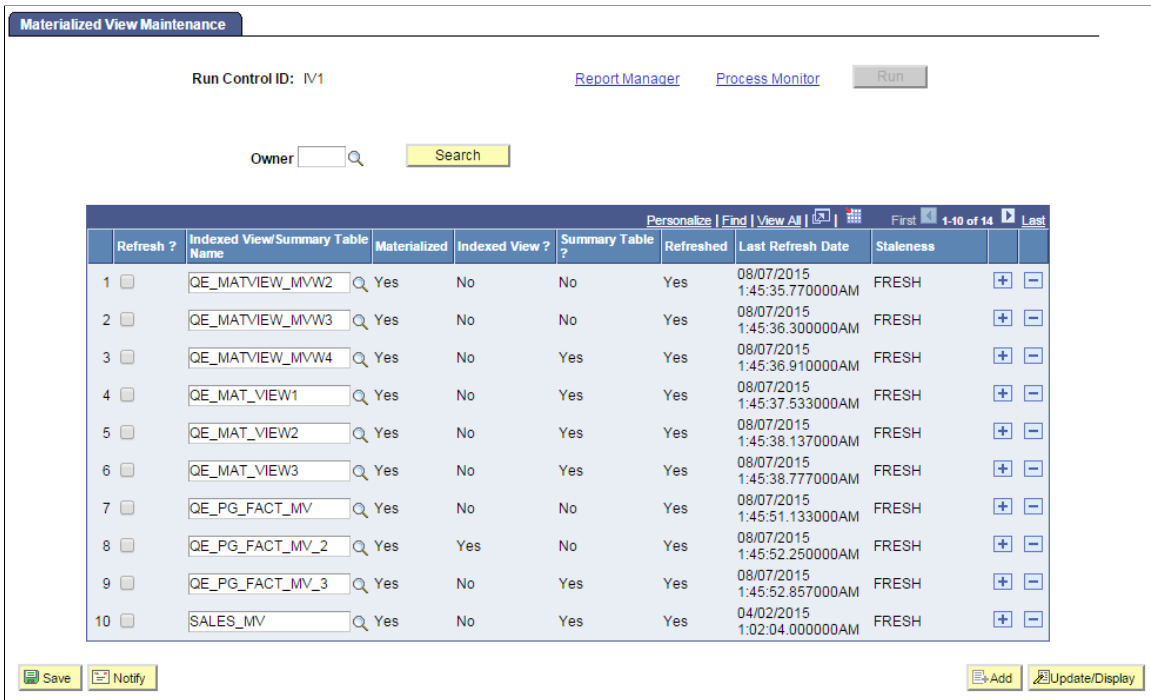 Materialized View Maintenance
Run Control ID: IV1 Report Manager Process Monitor Run
Owner Search
Personalize | Find | View All | | First 1-10 of 14 Last
Refresh ? Indexed View/Summary Table Name Materialized Indexed View ? Summary Table ? Refreshed Last Refresh Date Staleness
1 QE_MATVIEW_MVW2 Yes No No Yes 08/07/2015 1:45:35.770000AM FRESH
2 QE_MATVIEW_MVW3 Yes No No Yes 08/07/2015 1:45:36.300000AM FRESH
3 QE_MATVIEW_MVW4 Yes No Yes Yes 08/07/2015 1:45:36.910000AM FRESH
4 QE_MAT_VIEW1 Yes No Yes Yes 08/07/2015 1:45:37.533000AM FRESH
5 QE_MAT_VIEW2 Yes No Yes Yes 08/07/2015 1:45:38.137000AM FRESH
6 QE_MAT_VIEW3 Yes No Yes Yes 08/07/2015 1:45:38.777000AM FRESH
7 QE_PG_FACT_MV Yes No No Yes 08/07/2015 1:45:51.133000AM FRESH
8 QE_PG_FACT_MV_2 Yes Yes No Yes 08/07/2015 1:45:52.250000AM FRESH
9 QE_PG_FACT_MV_3 Yes No Yes Yes 08/07/2015 1:45:52.857000AM FRESH
10 SALES_MV Yes No Yes Yes 04/02/2015 1:02:04.000000AM FRESH
Save Notify Add Update/Display